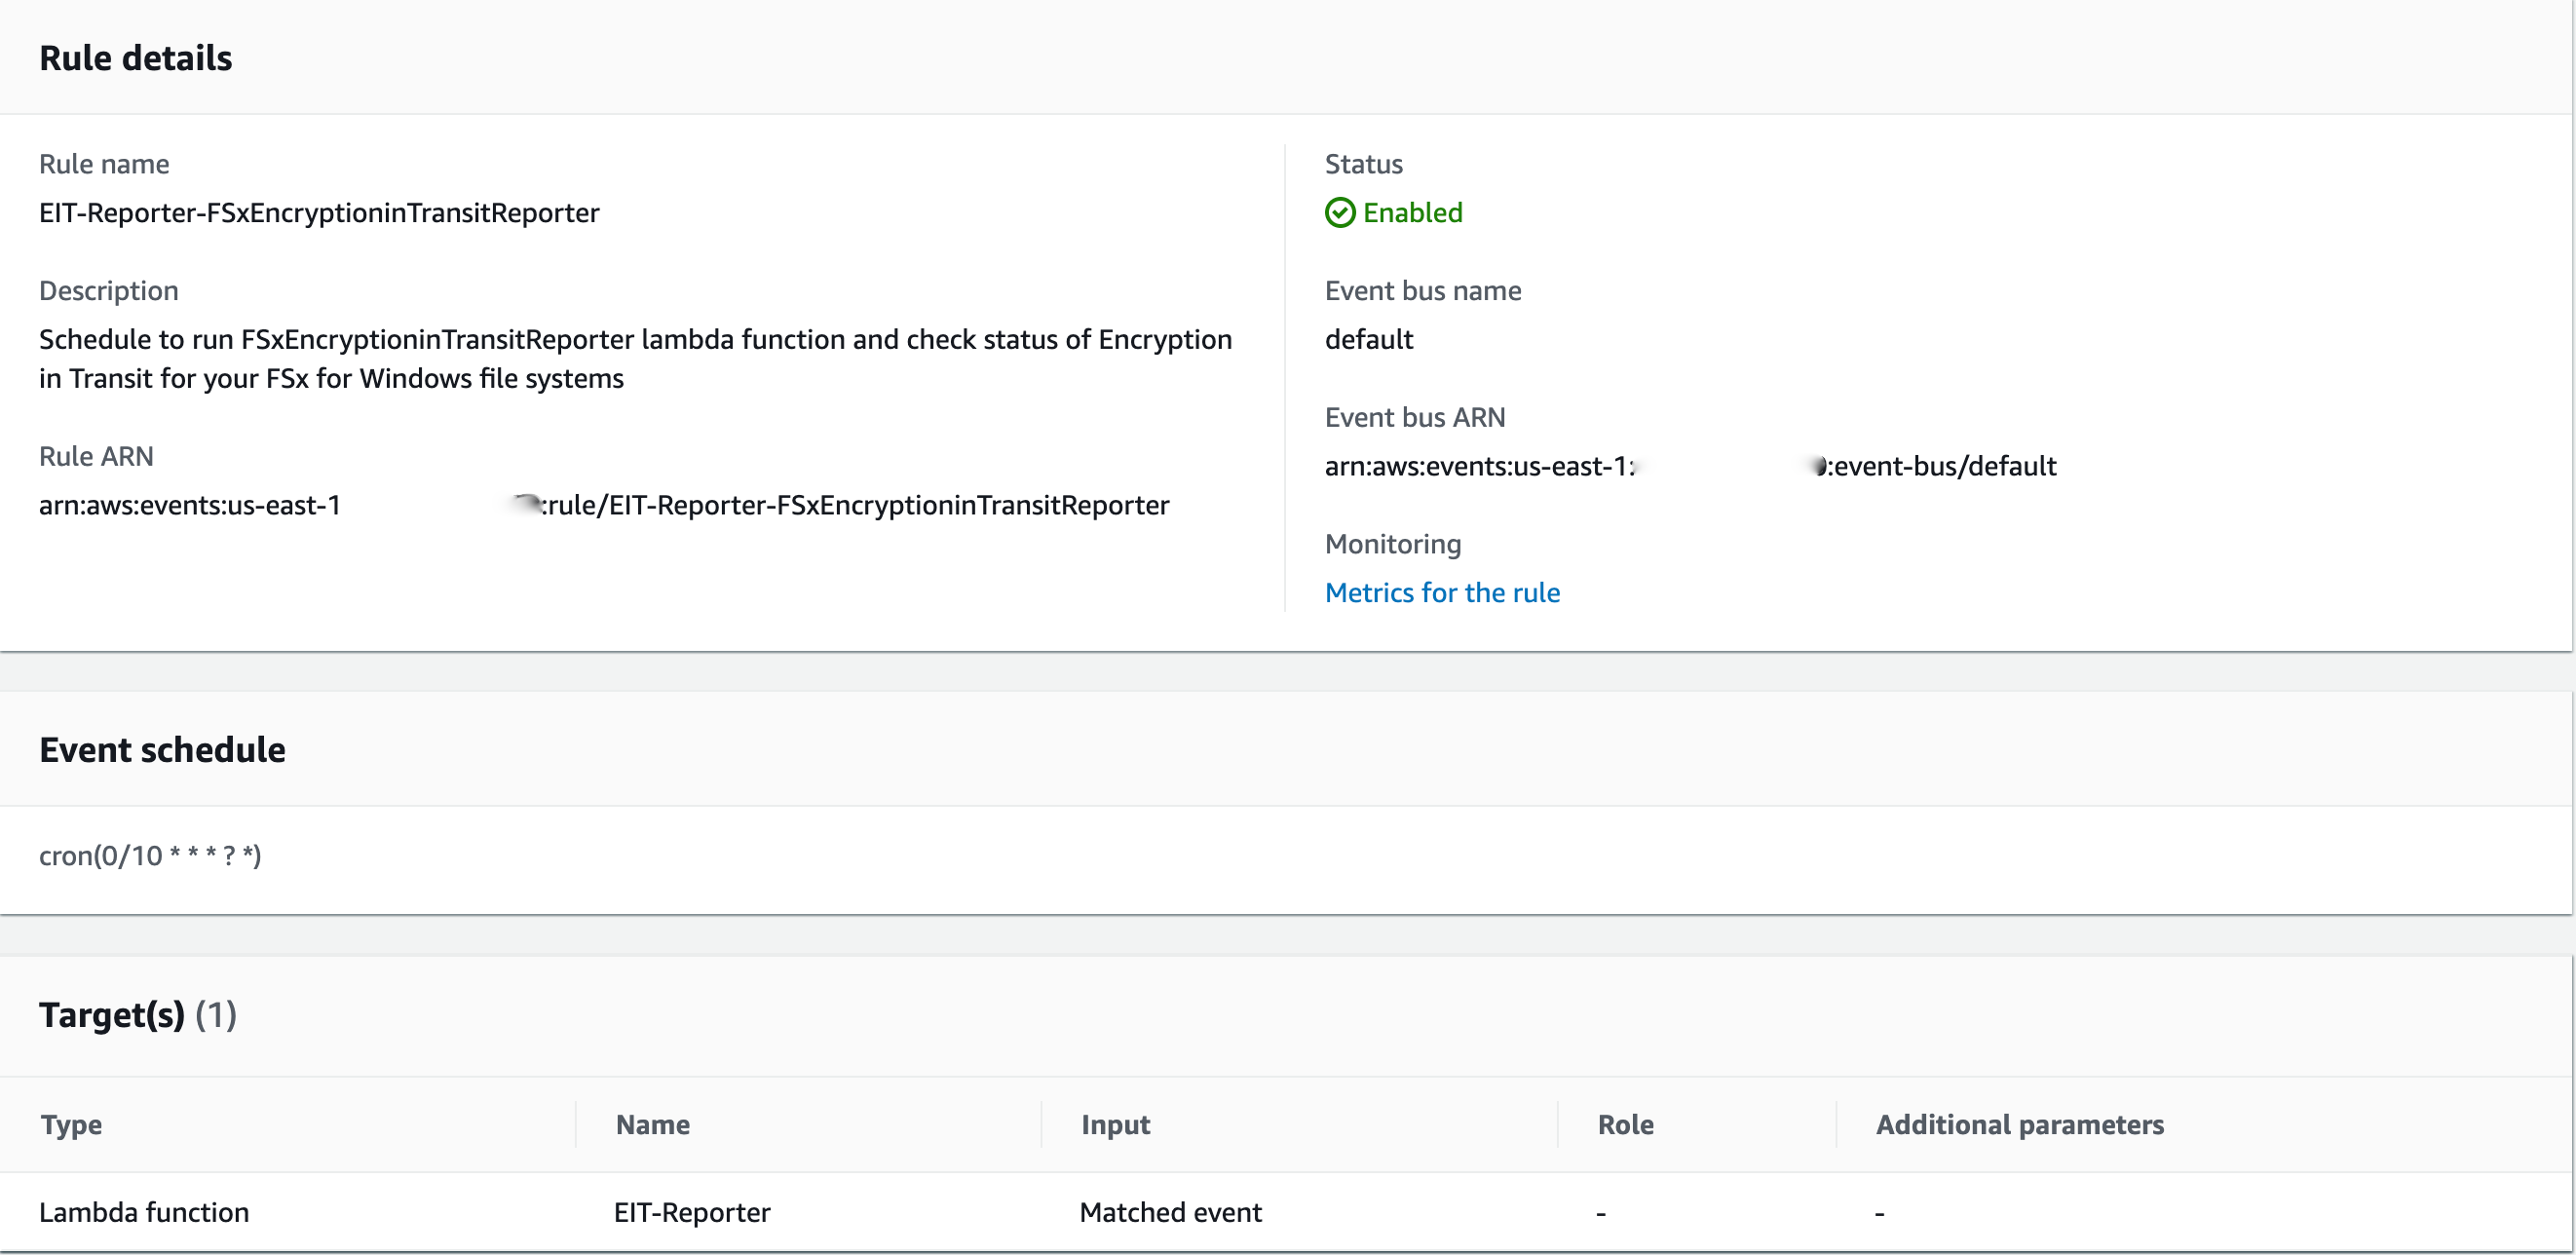 Rule details
Rule name
EIT-Reporter-FSxEncryptioninTransitReporter
Description
Schedule to run FSxEncryptioninTransitReporter lambda function and check status of Encryption
in Transit for your FSx for Windows file systems
Rule ARN
arn:aws:events:us-east-1 :rule/EIT-Reporter-FSxEncryptioninTransitReporter
Status
Enabled
Event bus name
default
Event bus ARN
arn:aws:events:us-east-1: :event-bus/default
Monitoring
Metrics for the rule
Event schedule
cron(0/10 * * * ? *)
Target(s) (1)
Type Name Input Role Additional parameters
Lambda function EIT-Reporter Matched event - -